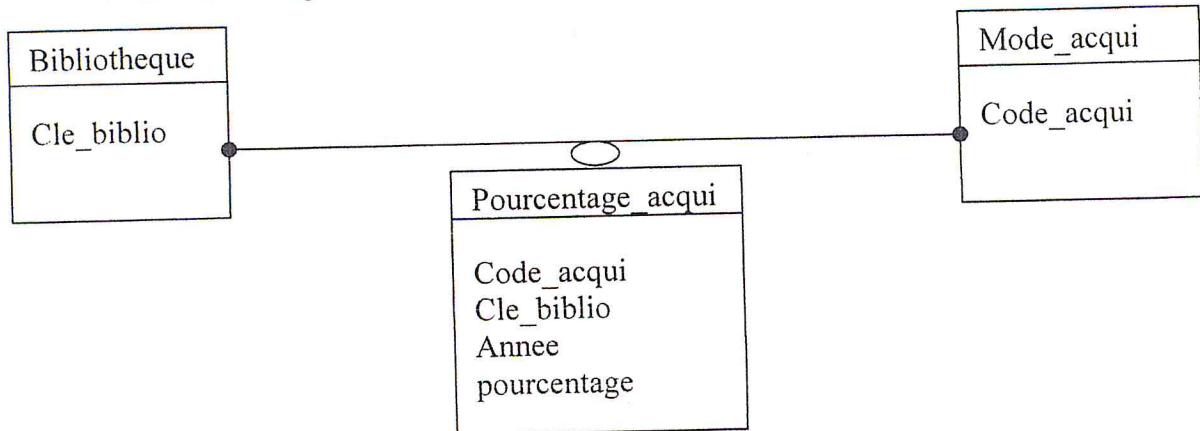 Bibliotheque
Cle_biblio
Mode_acqui
Code_acqui
Pourcentage_acqui
Code_acqui
Cle_biblio
Annee
pourcentage